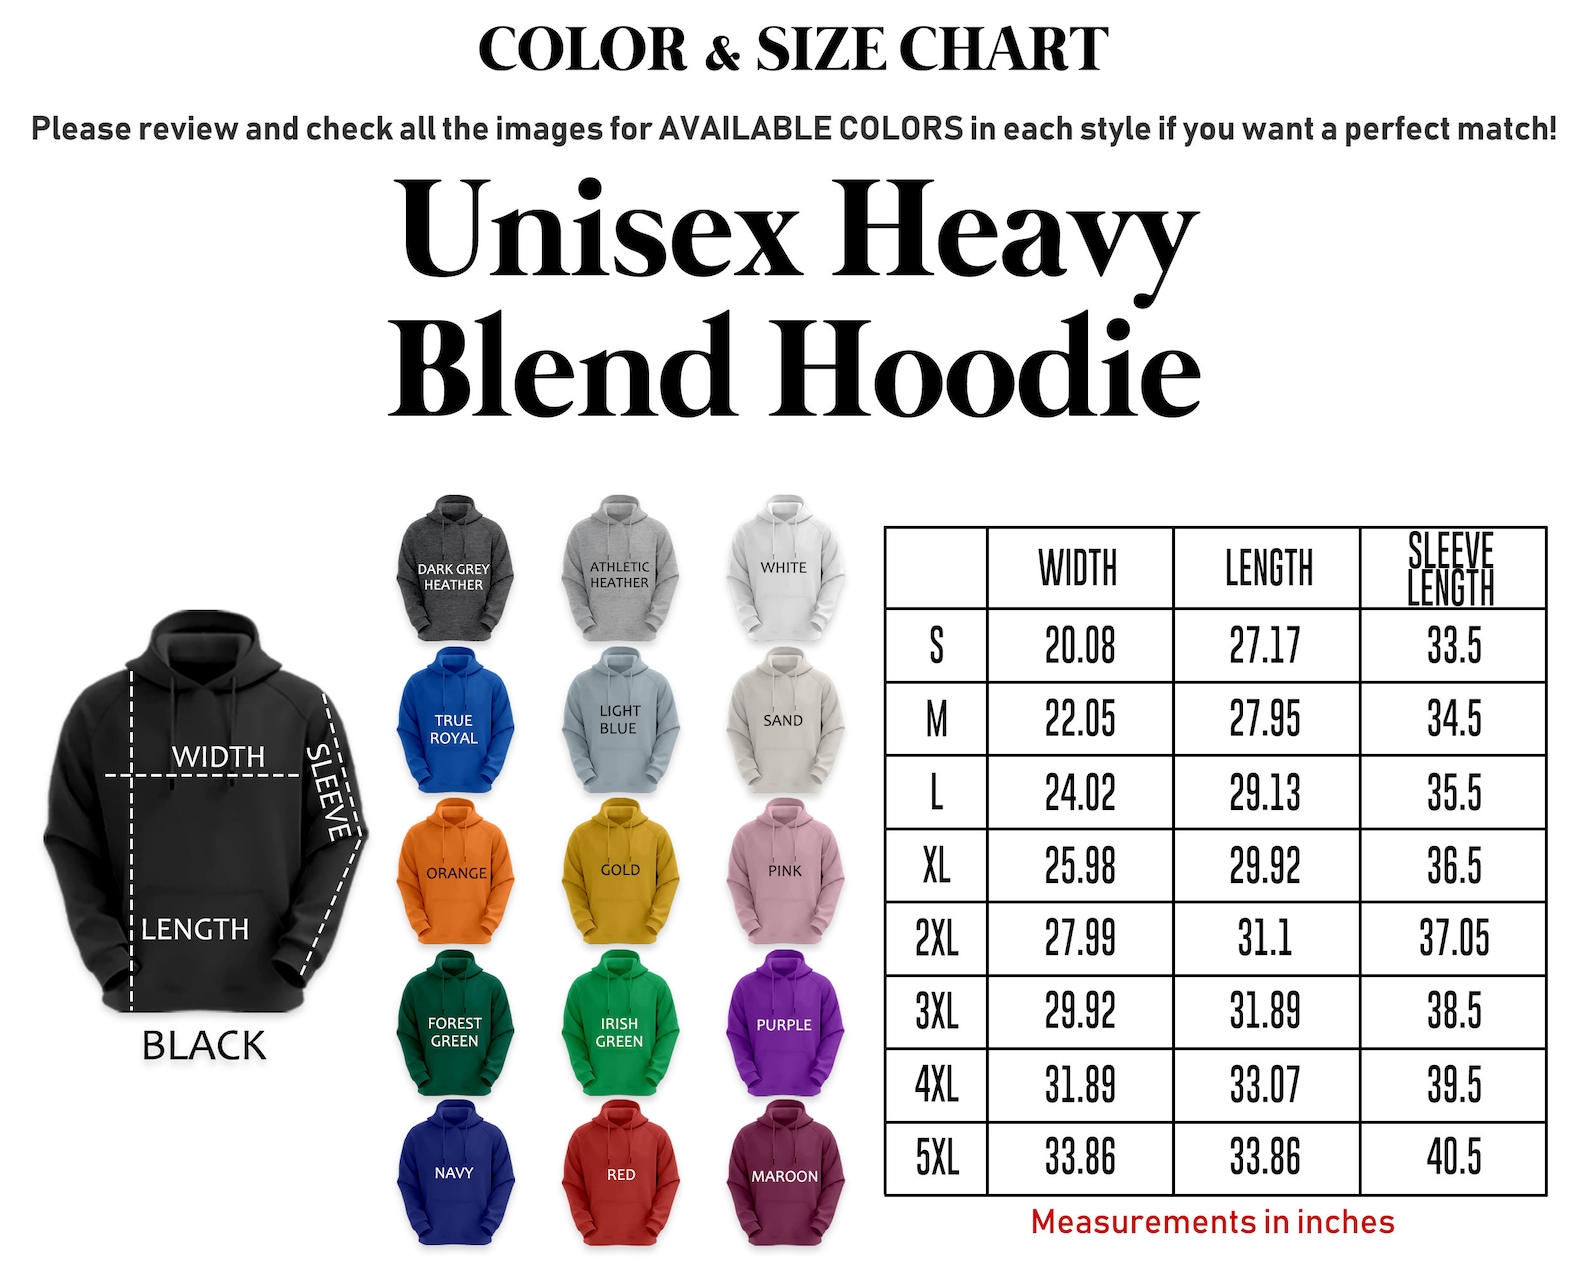 COLOR & SIZE CHART
Please review and check all the images for AVAILABLE COLORS in each style if you want a perfect match!
Unisex Heavy
Blend Hoodie
WIDTH
SLEEVE
LENGTH
BLACK
DARK GREY
HEATHER
ATHLETIC
HEATHER
WHITE
TRUE
ROYAL
LIGHT
BLUE
SAND
ORANGE
GOLD
PINK
FOREST
GREEN
IRISH
GREEN
PURPLE
NAVY
RED
MAROON
WIDTH LENGTH SLEEVE LENGTH
S 20.08 27.17 33.5
M 22.05 27.95 34.5
L 24.02 29.13 35.5
XL 25.98 29.92 36.5
2XL 27.99 31.1 37.05
3XL 29.92 31.89 38.5
4XL 31.89 33.07 39.5
5XL 33.86 33.86 40.5
Measurements in inches